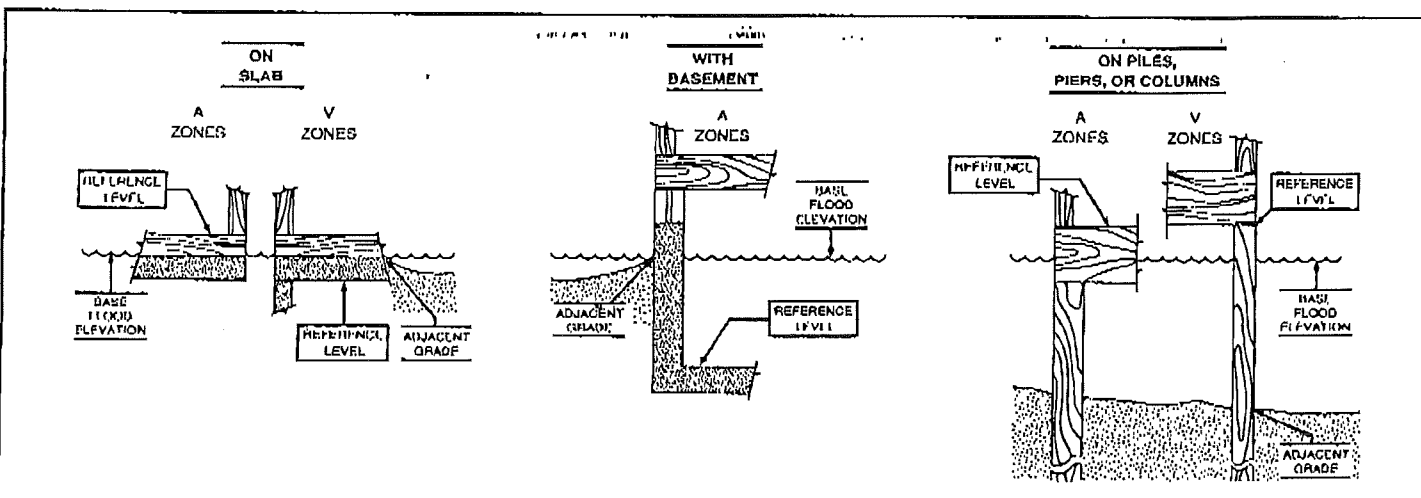 ON
SLAB
A
ZONES
V
ZONES
REFERENCE
LEVEL
BASE
FLOOD
ELEVATION
REFERENCE
LEVEL
ADJACENT
GRADE
WITH
BASEMENT
A
ZONES
BASE
FLOOD
ELEVATION
ADJACENT
GRADE
REFERENCE
LEVEL
ON PILES,
PIERS, OR COLUMNS
A
ZONES
V
ZONES
REFERENCE
LEVEL
REFERENCE
LEVEL
BASE
FLOOD
ELEVATION
ADJACENT
GRADE